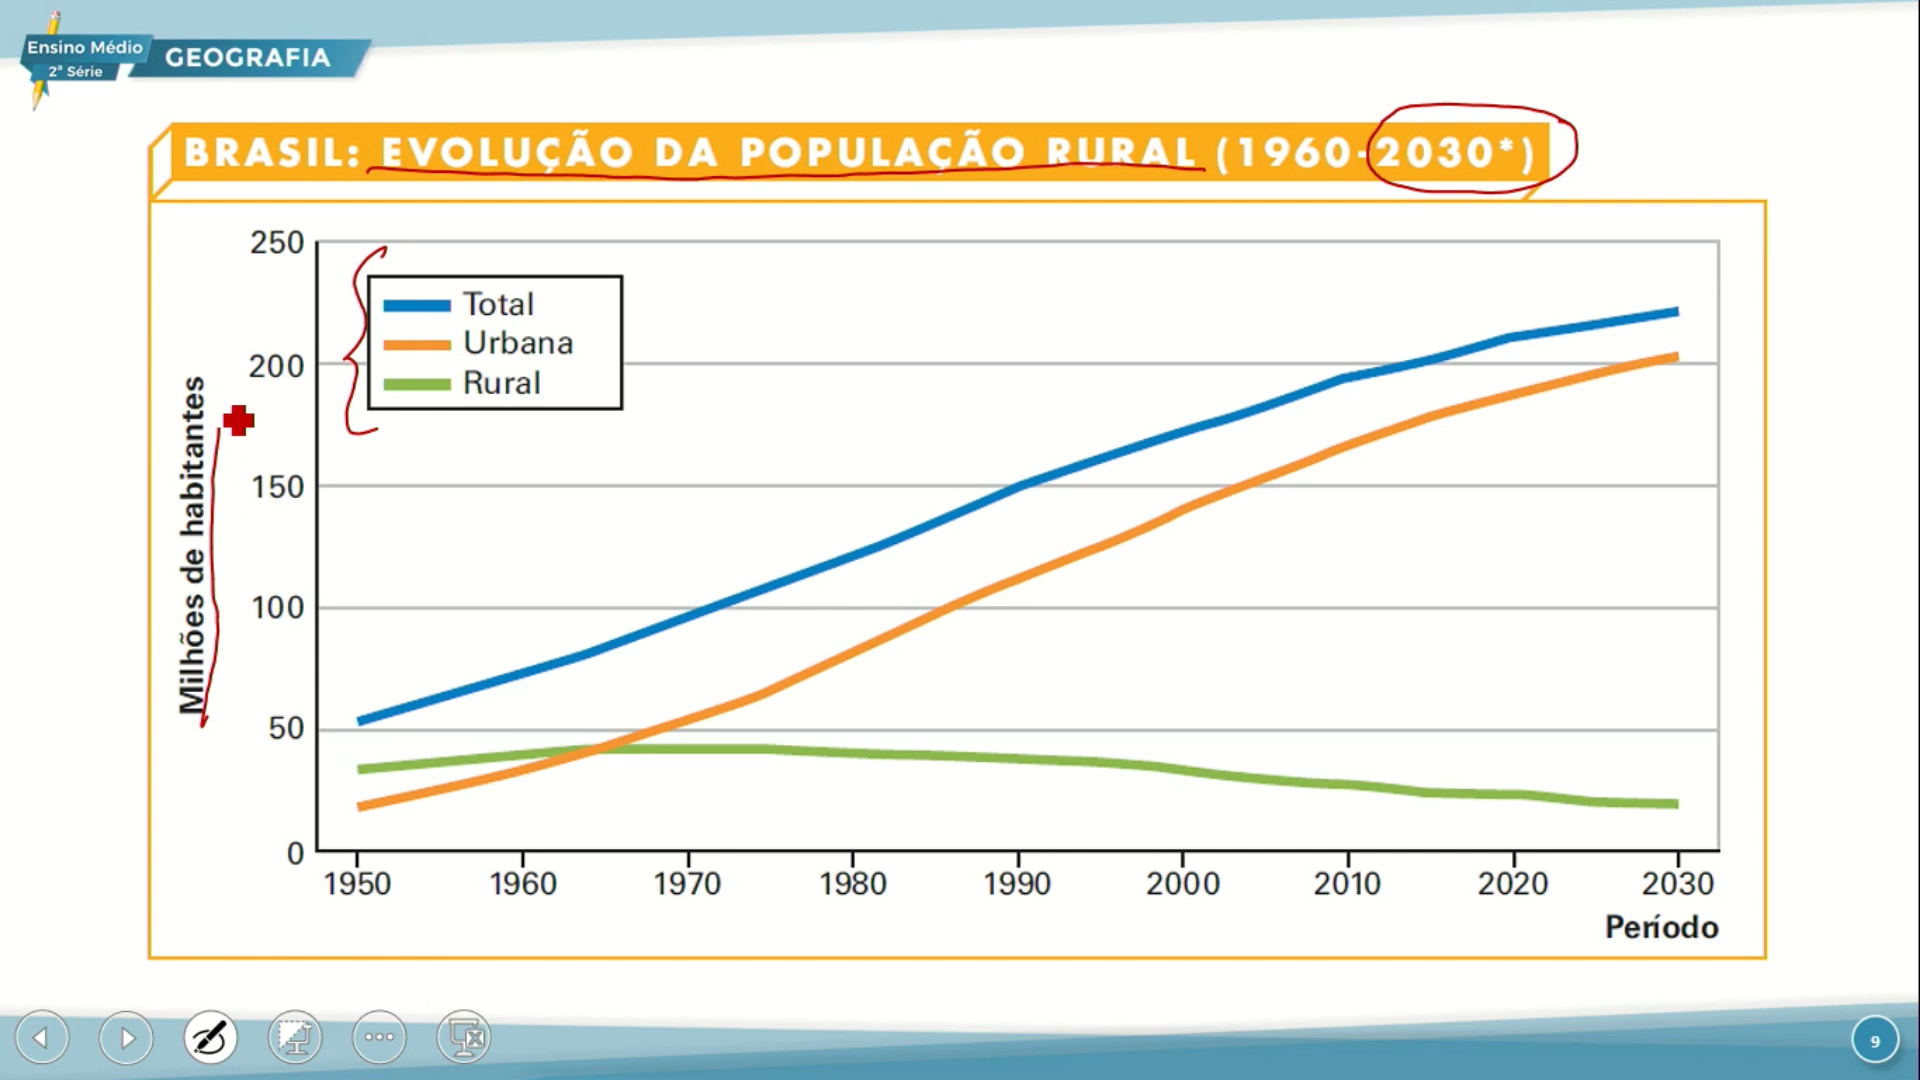 Ensino Médio
2ª Série
GEOGRAFIA
BRASIL: EVOLUÇÃO DA POPULAÇÃO RURAL (1960-2030*)
Milhões de habitantes
250
200
150
100
50
0
Total
Urbana
Rural
1950 1960 1970 1980 1990 2000 2010 2020 2030
Período
9